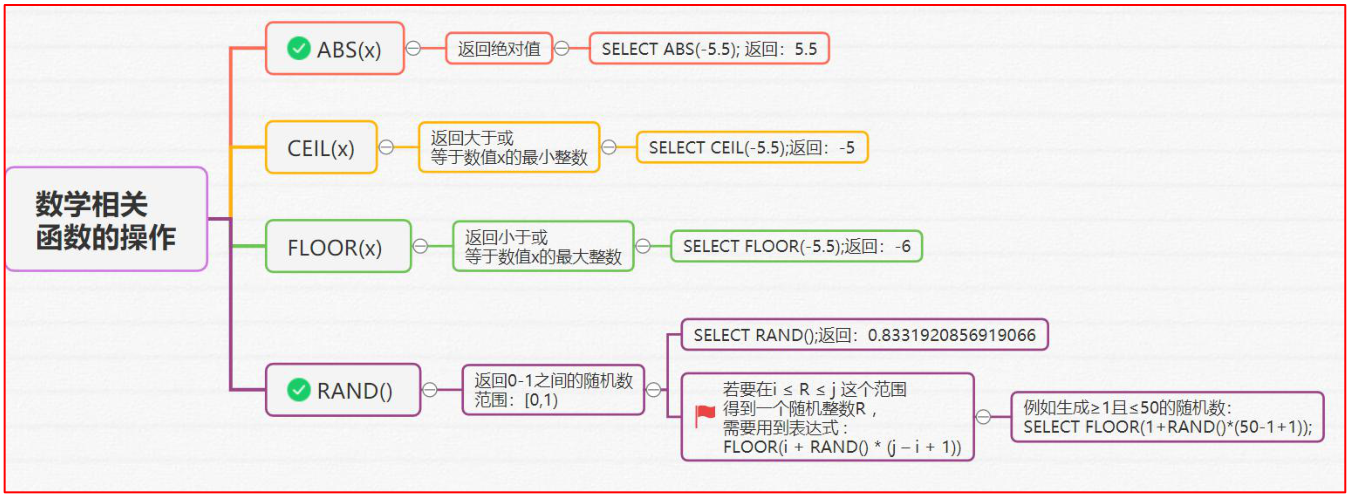 数学相关
函数的操作
ABS(x)
返回绝对值
SELECT ABS(-5.5); 返回：5.5
CEIL(x)
返回大于或
等于数值x的最小整数
SELECT CEIL(-5.5);返回：-5
FLOOR(x)
返回小于或
等于数值x的最大整数
SELECT FLOOR(-5.5);返回：-6
RAND()
返回0-1之间的随机数
范围：[0,1)
SELECT RAND();返回：0.8331920856919066
若要在i ≤ R ≤ j 这个范围
得到一个随机整数R ，
需要用到表达式 :
FLOOR(i + RAND() * (j – i + 1))
例如生成≥1且≤50的随机数：
SELECT FLOOR(1+RAND()*(50-1+1));